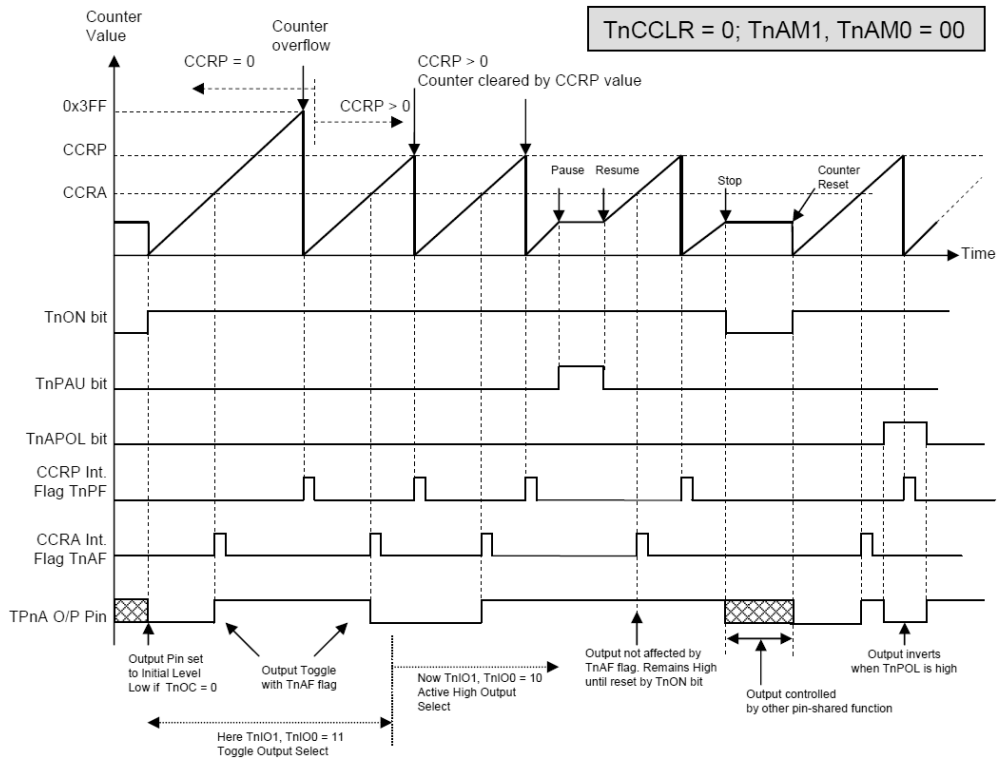 TnCCLR = 0; TnAM1, TnAM0 = 00
Counter
Value
Counter
overflow
CCRP = 0
CCRP > 0
CCRP > 0
Counter cleared by CCRP value
0x3FF
CCRP
CCRA
Pause
Resume
Stop
Counter
Reset
Time
TnON bit
TnPAU bit
TnAPOL bit
CCRP Int.
Flag TnPF
CCRA Int.
Flag TnAF
TPnA O/P Pin
Output Pin set
to Initial Level
Low if TnOC = 0
Output Toggle
with TnAF flag
Now TnIO1, TnIO0 = 10
Active High Output
Select
Output not affected by
TnAF flag. Remains High
until reset by TnON bit
Output controlled
by other pin-shared function
Output inverts
when TnPOL is high
Here TnIO1, TnIO0 = 11
Toggle Output Select